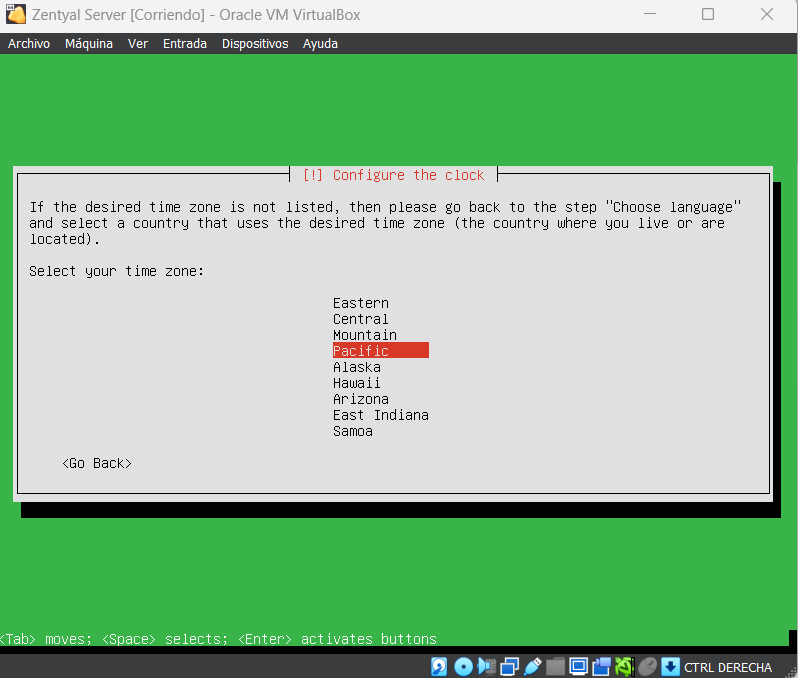 Zentyal Server [Corriendo] - Oracle VM VirtualBox
Archivo Máquina Ver Entrada Dispositivos Ayuda
[!] Configure the clock
If the desired time zone is not listed, then please go back to the step "Choose language"
and select a country that uses the desired time zone (the country where you live or are
located).
Select your time zone:
Eastern
Central
Mountain
Pacific
Alaska
Hawaii
Arizona
East Indiana
Samoa
<Go Back>
<Tab> moves; <Space> selects; <Enter> activates buttons
CTRL DERECHA